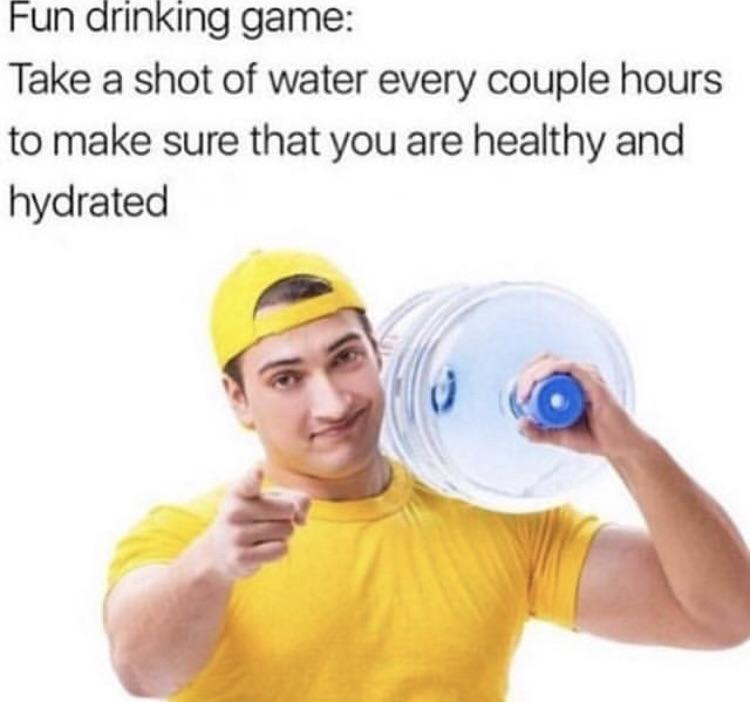 Fun drinking game:
Take a shot of water every couple hours
to make sure that you are healthy and
hydrated